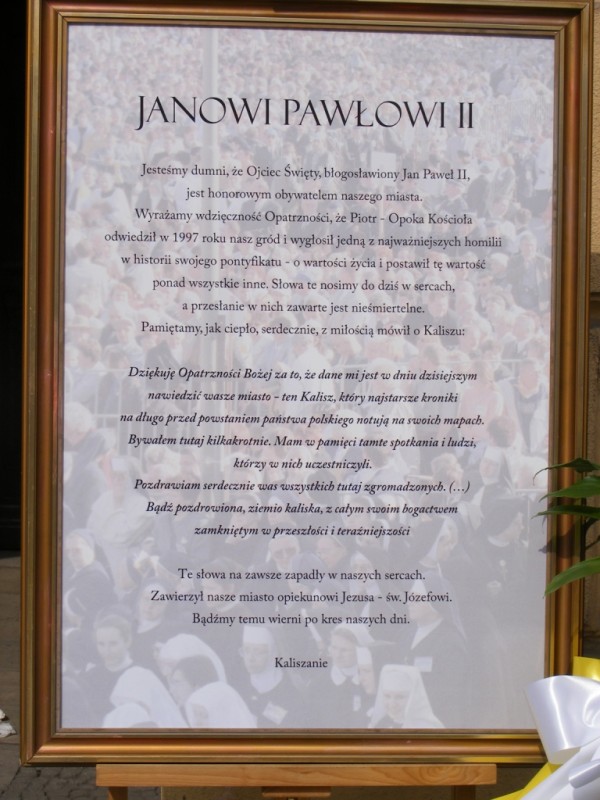 JANOWI PAWŁOWI II
Jesteśmy dumni, że Ojciec Święty, błogosławiony Jan Paweł II,
jest honorowym obywatelem naszego miasta.
Wyrażamy wdzięczność Opatrzności, że Piotr - Opoka Kościoła
odwiedził w 1997 roku nasz gród i wygłosił jedną z najważniejszych homilii
w historii swojego pontyfikatu - o wartości życia i postawił tę wartość
ponad wszystkie inne. Słowa te nosimy do dziś w sercach,
a przesłanie w nich zawarte jest nieśmiertelne.
Pamiętamy, jak ciepło, serdecznie, z miłością mówił o Kaliszu:
Dziękuję Opatrzności Bożej za to, że dane mi jest w dniu dzisiejszym
nawiedzić wasze miasto - ten Kalisz, który najstarsze kroniki
na długo przed powstaniem państwa polskiego notują na swoich mapach.
Bywałem tutaj kilkakrotnie. Mam w pamięci tamte spotkania i ludzi,
którzy w nich uczestniczyli.
Pozdrawiam serdecznie was wszystkich tutaj zgromadzonych. (...)
Bądź pozdrowiona, ziemio kaliska, z całym swoim bogactwem
zamkniętym w przeszłości i teraźniejszości
Te słowa na zawsze zapadły w naszych sercach.
Zawierzył nasze miasto opiekunowi Jezusa - św. Józefowi.
Bądźmy temu wierni po kres naszych dni.
Kaliszanie